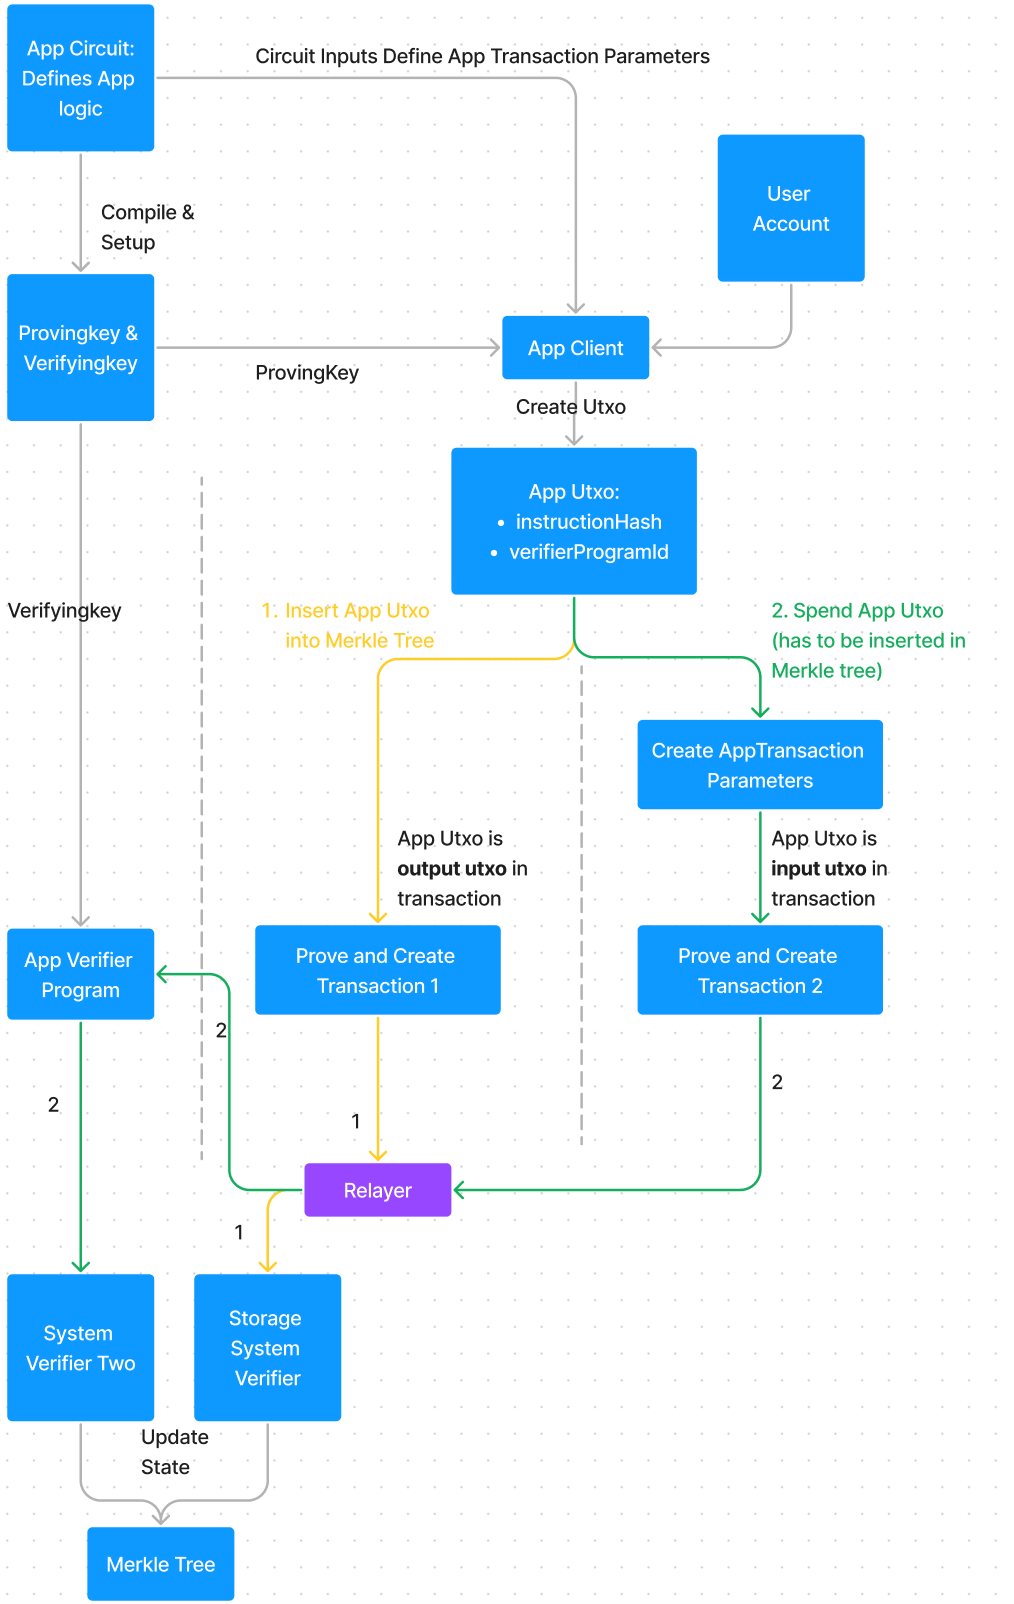 App Circuit:
Defines App
logic
Circuit Inputs Define App Transaction Parameters
User
Account
Compile &
Setup
Provingkey &
Verifyingkey
App Client
ProvingKey
Create Utxo
App Utxo:
• instructionHash
• verifierProgramId
Verifyingkey
1. Insert App Utxo
into Merkle Tree
2. Spend App Utxo
(has to be inserted in
Merkle tree)
Create AppTransaction
Parameters
App Utxo is
output utxo in
transaction
App Utxo is
input utxo in
transaction
App Verifier
Program
Prove and Create
Transaction 1
Prove and Create
Transaction 2
2
2
2
1
Relayer
1
System
Verifier Two
Storage
System
Verifier
Update
State
Merkle Tree